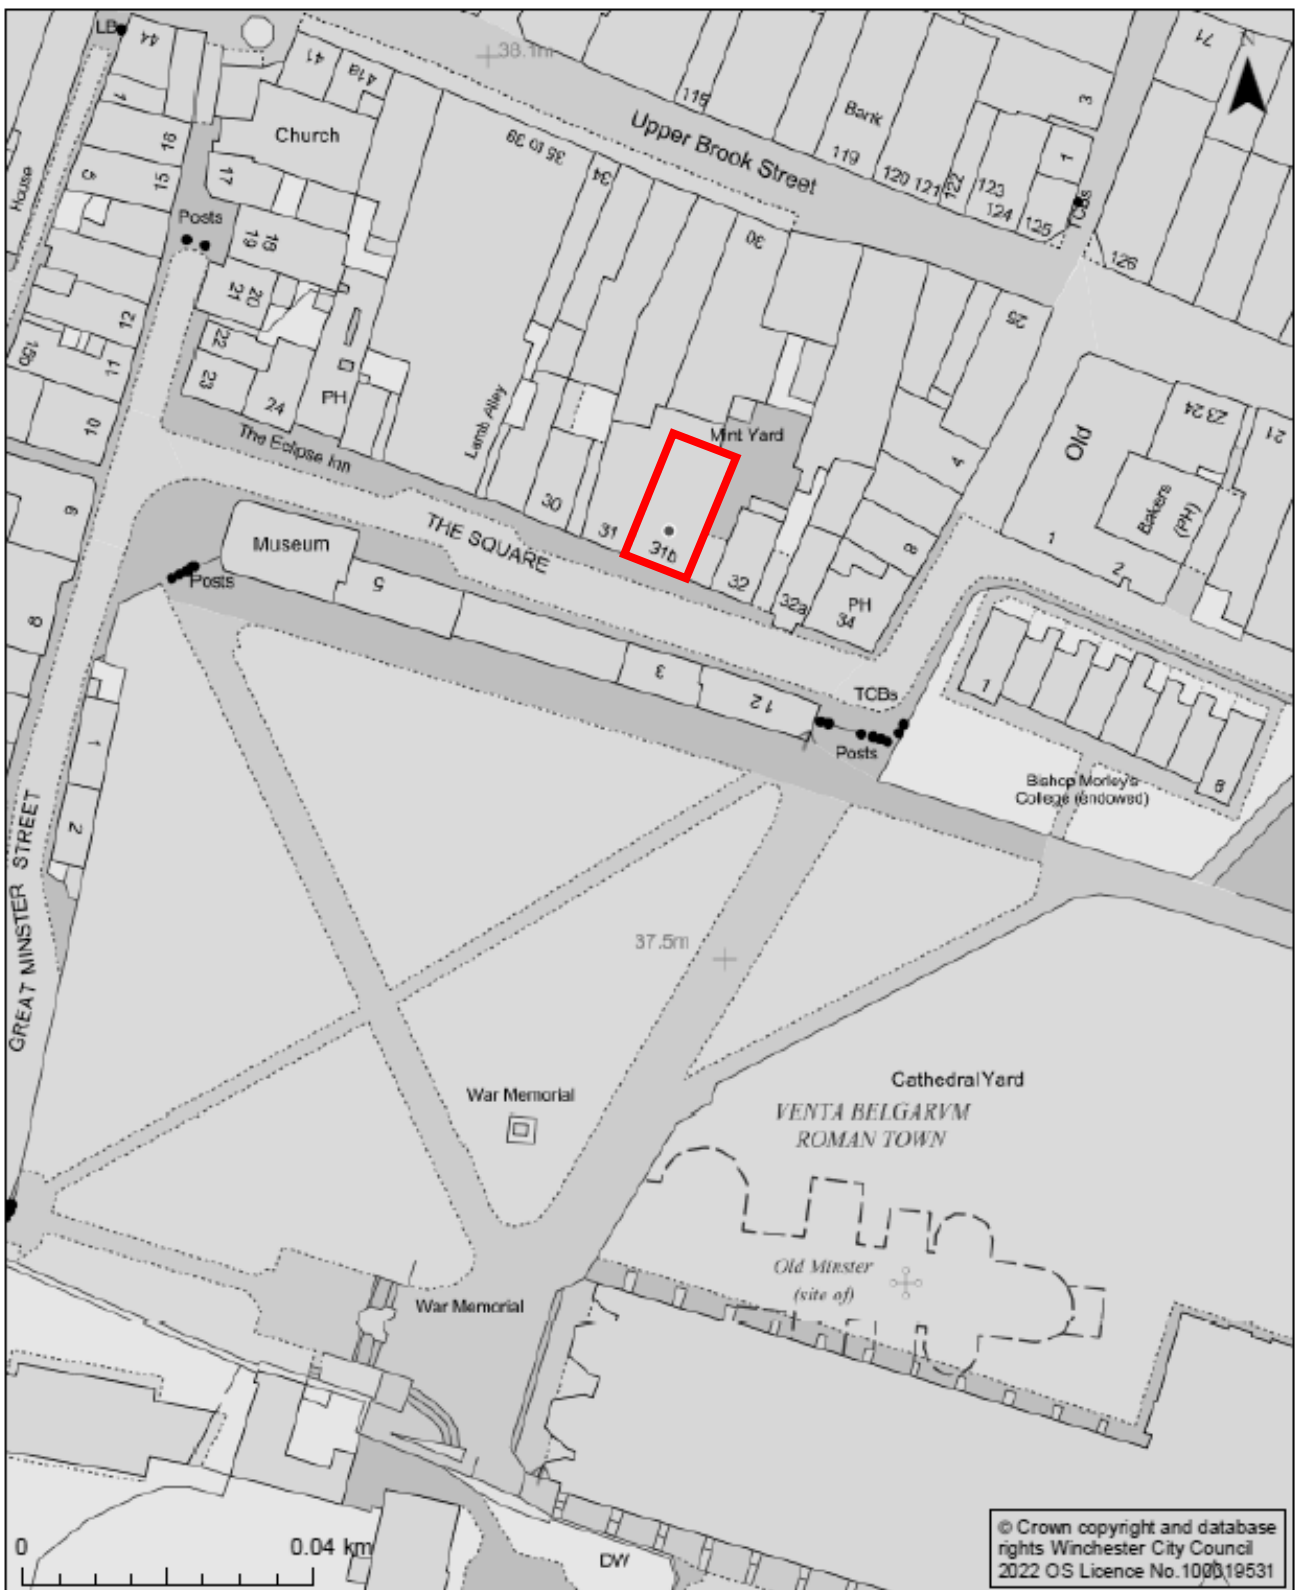 LB
44
41
41a
38.1m
N
71
Church
35 to 39
34
116
Upper Brook Street
Bank
119
120
121
122
123
124
125
1
3
TCBs
126
House
1
5
16
15
17
Posts
18
19
30
20
21
12
11
15b
22
23
24
PH
25
10
The Eclipse Inn
Lamb Alley
Mint Yard
4
Old
23 24
21
Bakers
(PH)
9
Museum
THE SQUARE
30
31
31b
32
32a
PH
34
8
1
2
Posts
5
8
3
1 2
TCBs
Posts
1
8
Bishop Morley's
College (endowed)
1
2
GREAT MINSTER STREET
37.5m
War Memorial
Cathedral Yard
VENTA BELGARVM
ROMAN TOWN
Old Minster
(site of)
War Memorial
DW
0
0.04 km
© Crown copyright and database
rights Winchester City Council
2022 OS Licence No.100019531